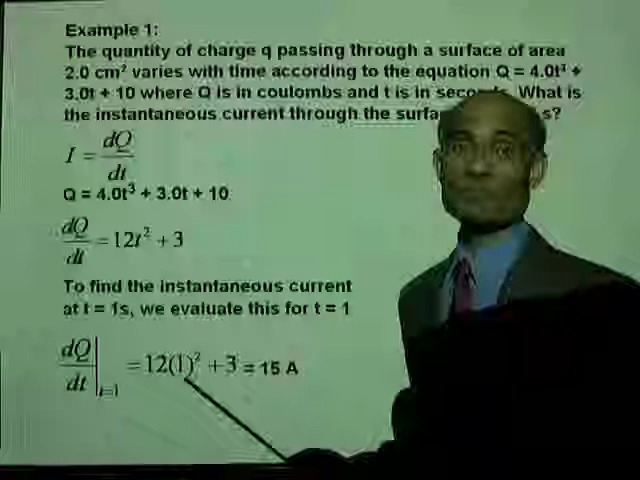 Example 1:
The quantity of charge q passing through a surface of area
2.0 cm² varies with time according to the equation Q = 4.0t³ +
3.0t + 10 where Q is in coulombs and t is in seconds. What is
the instantaneous current through the surfa s?
I = dQ/dt
Q = 4.0t³ + 3.0t + 10
dQ/dt = 12t² + 3
To find the instantaneous current
at t = 1s, we evaluate this for t = 1
dQ/dt|t=1 = 12(1)² + 3 = 15 A